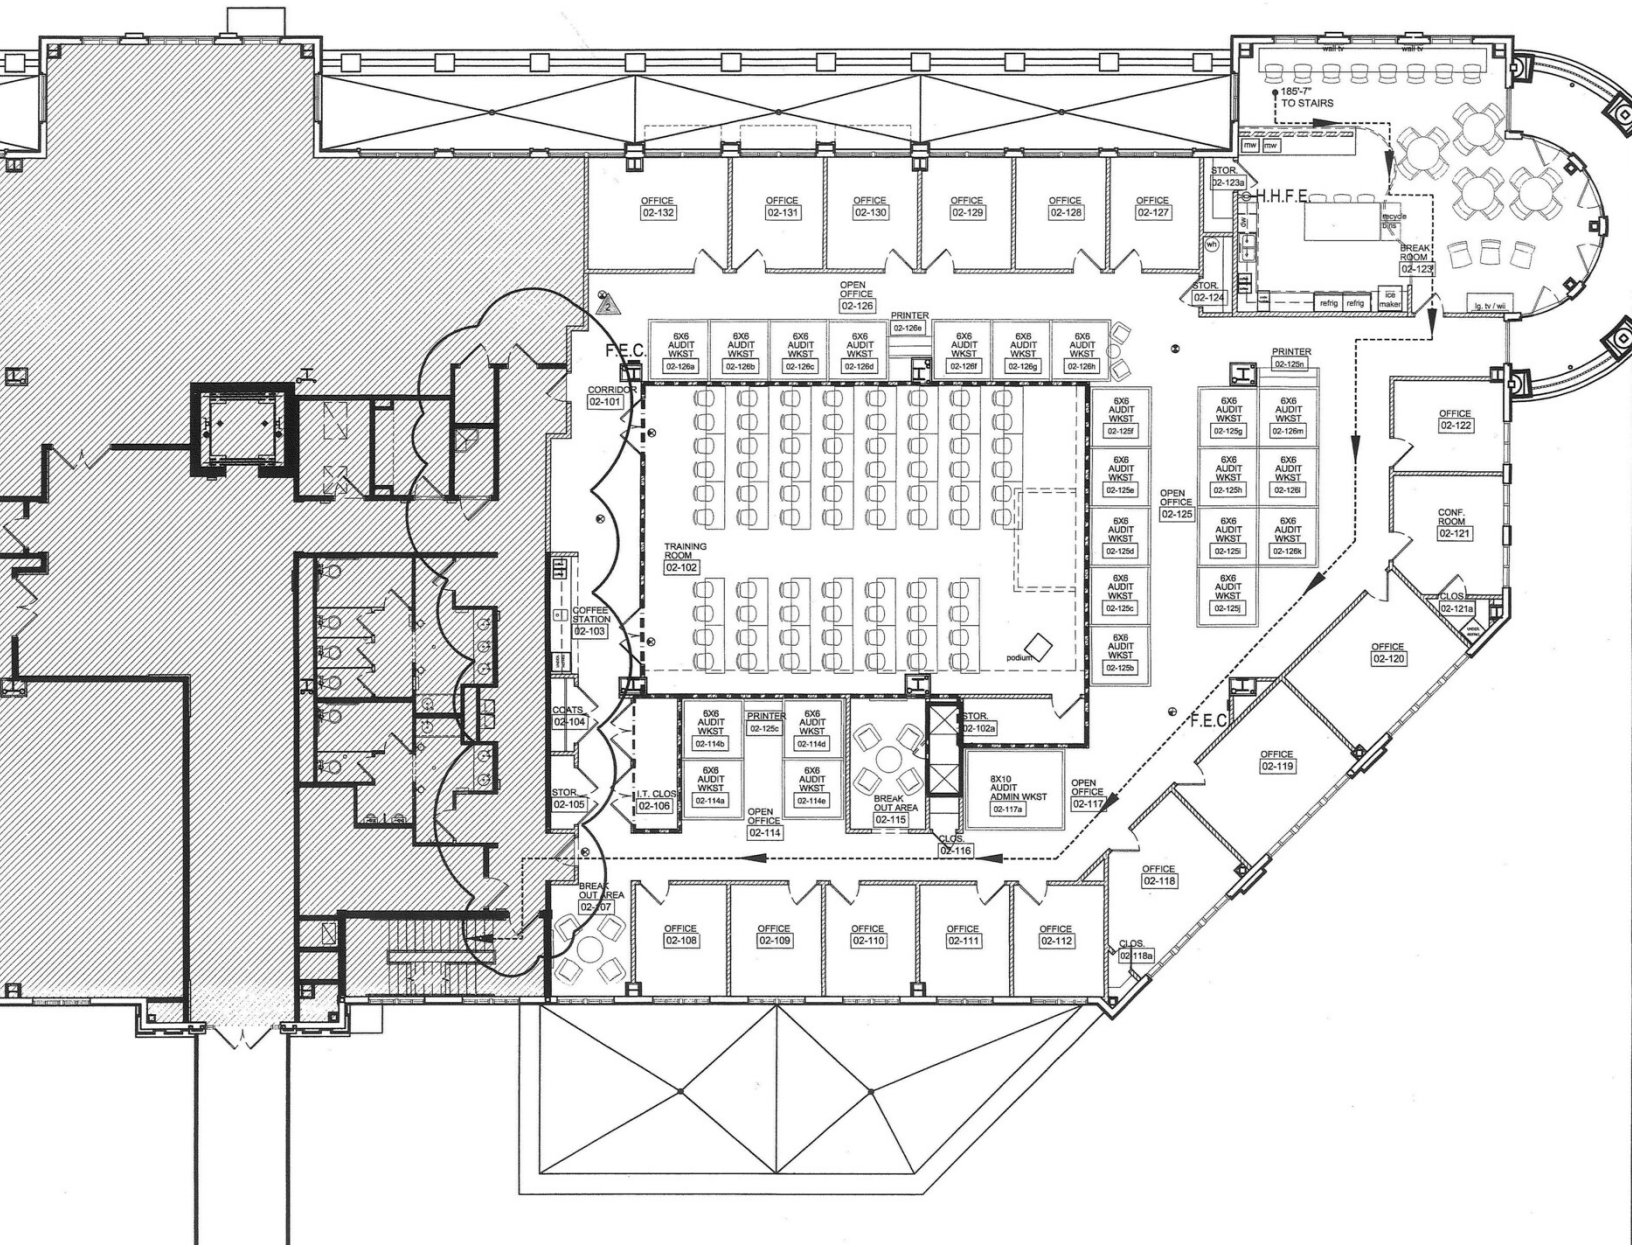 wall tv
wall tv
185'-7"
TO STAIRS
mw
mw
STOR.
02-123a
H.H.F.E.
dw
recycle
bins
BREAK
ROOM
02-123
wh
STOR.
02-124
refrig
refrig
ice
maker
lg. tv / wii
OFFICE
02-132
OFFICE
02-131
OFFICE
02-130
OFFICE
02-129
OFFICE
02-128
OFFICE
02-127
OPEN
OFFICE
02-126
2
F.E.C.
6X6
AUDIT
WKST
02-126a
6X6
AUDIT
WKST
02-126b
6X6
AUDIT
WKST
02-126c
6X6
AUDIT
WKST
02-126d
PRINTER
02-126e
6X6
AUDIT
WKST
02-126f
6X6
AUDIT
WKST
02-126g
6X6
AUDIT
WKST
02-126h
PRINTER
02-125n
CORRIDOR
02-101
6X6
AUDIT
WKST
02-125f
6X6
AUDIT
WKST
02-125g
6X6
AUDIT
WKST
02-126m
OFFICE
02-122
6X6
AUDIT
WKST
02-125e
OPEN
OFFICE
02-125
6X6
AUDIT
WKST
02-125h
6X6
AUDIT
WKST
02-126l
CONF.
ROOM
02-121
6X6
AUDIT
WKST
02-125d
6X6
AUDIT
WKST
02-125i
6X6
AUDIT
WKST
02-126k
TRAINING
ROOM
02-102
6X6
AUDIT
WKST
02-125c
6X6
AUDIT
WKST
02-125j
CLOS.
02-121a
COFFEE
STATION
02-103
podium
6X6
AUDIT
WKST
02-125b
OFFICE
02-120
COATS
02-104
6X6
AUDIT
WKST
02-114b
PRINTER
02-125c
6X6
AUDIT
WKST
02-114d
STOR.
02-102a
F.E.C.
OFFICE
02-119
STOR.
02-105
I.T. CLOS.
02-106
6X6
AUDIT
WKST
02-114a
6X6
AUDIT
WKST
02-114e
OPEN
OFFICE
02-114
BREAK
OUT AREA
02-115
8X10
AUDIT
ADMIN WKST
02-117a
OPEN
OFFICE
02-117
CLOS.
02-116
OFFICE
02-118
BREAK
OUT AREA
02-107
OFFICE
02-108
OFFICE
02-109
OFFICE
02-110
OFFICE
02-111
OFFICE
02-112
CLOS.
02-118a